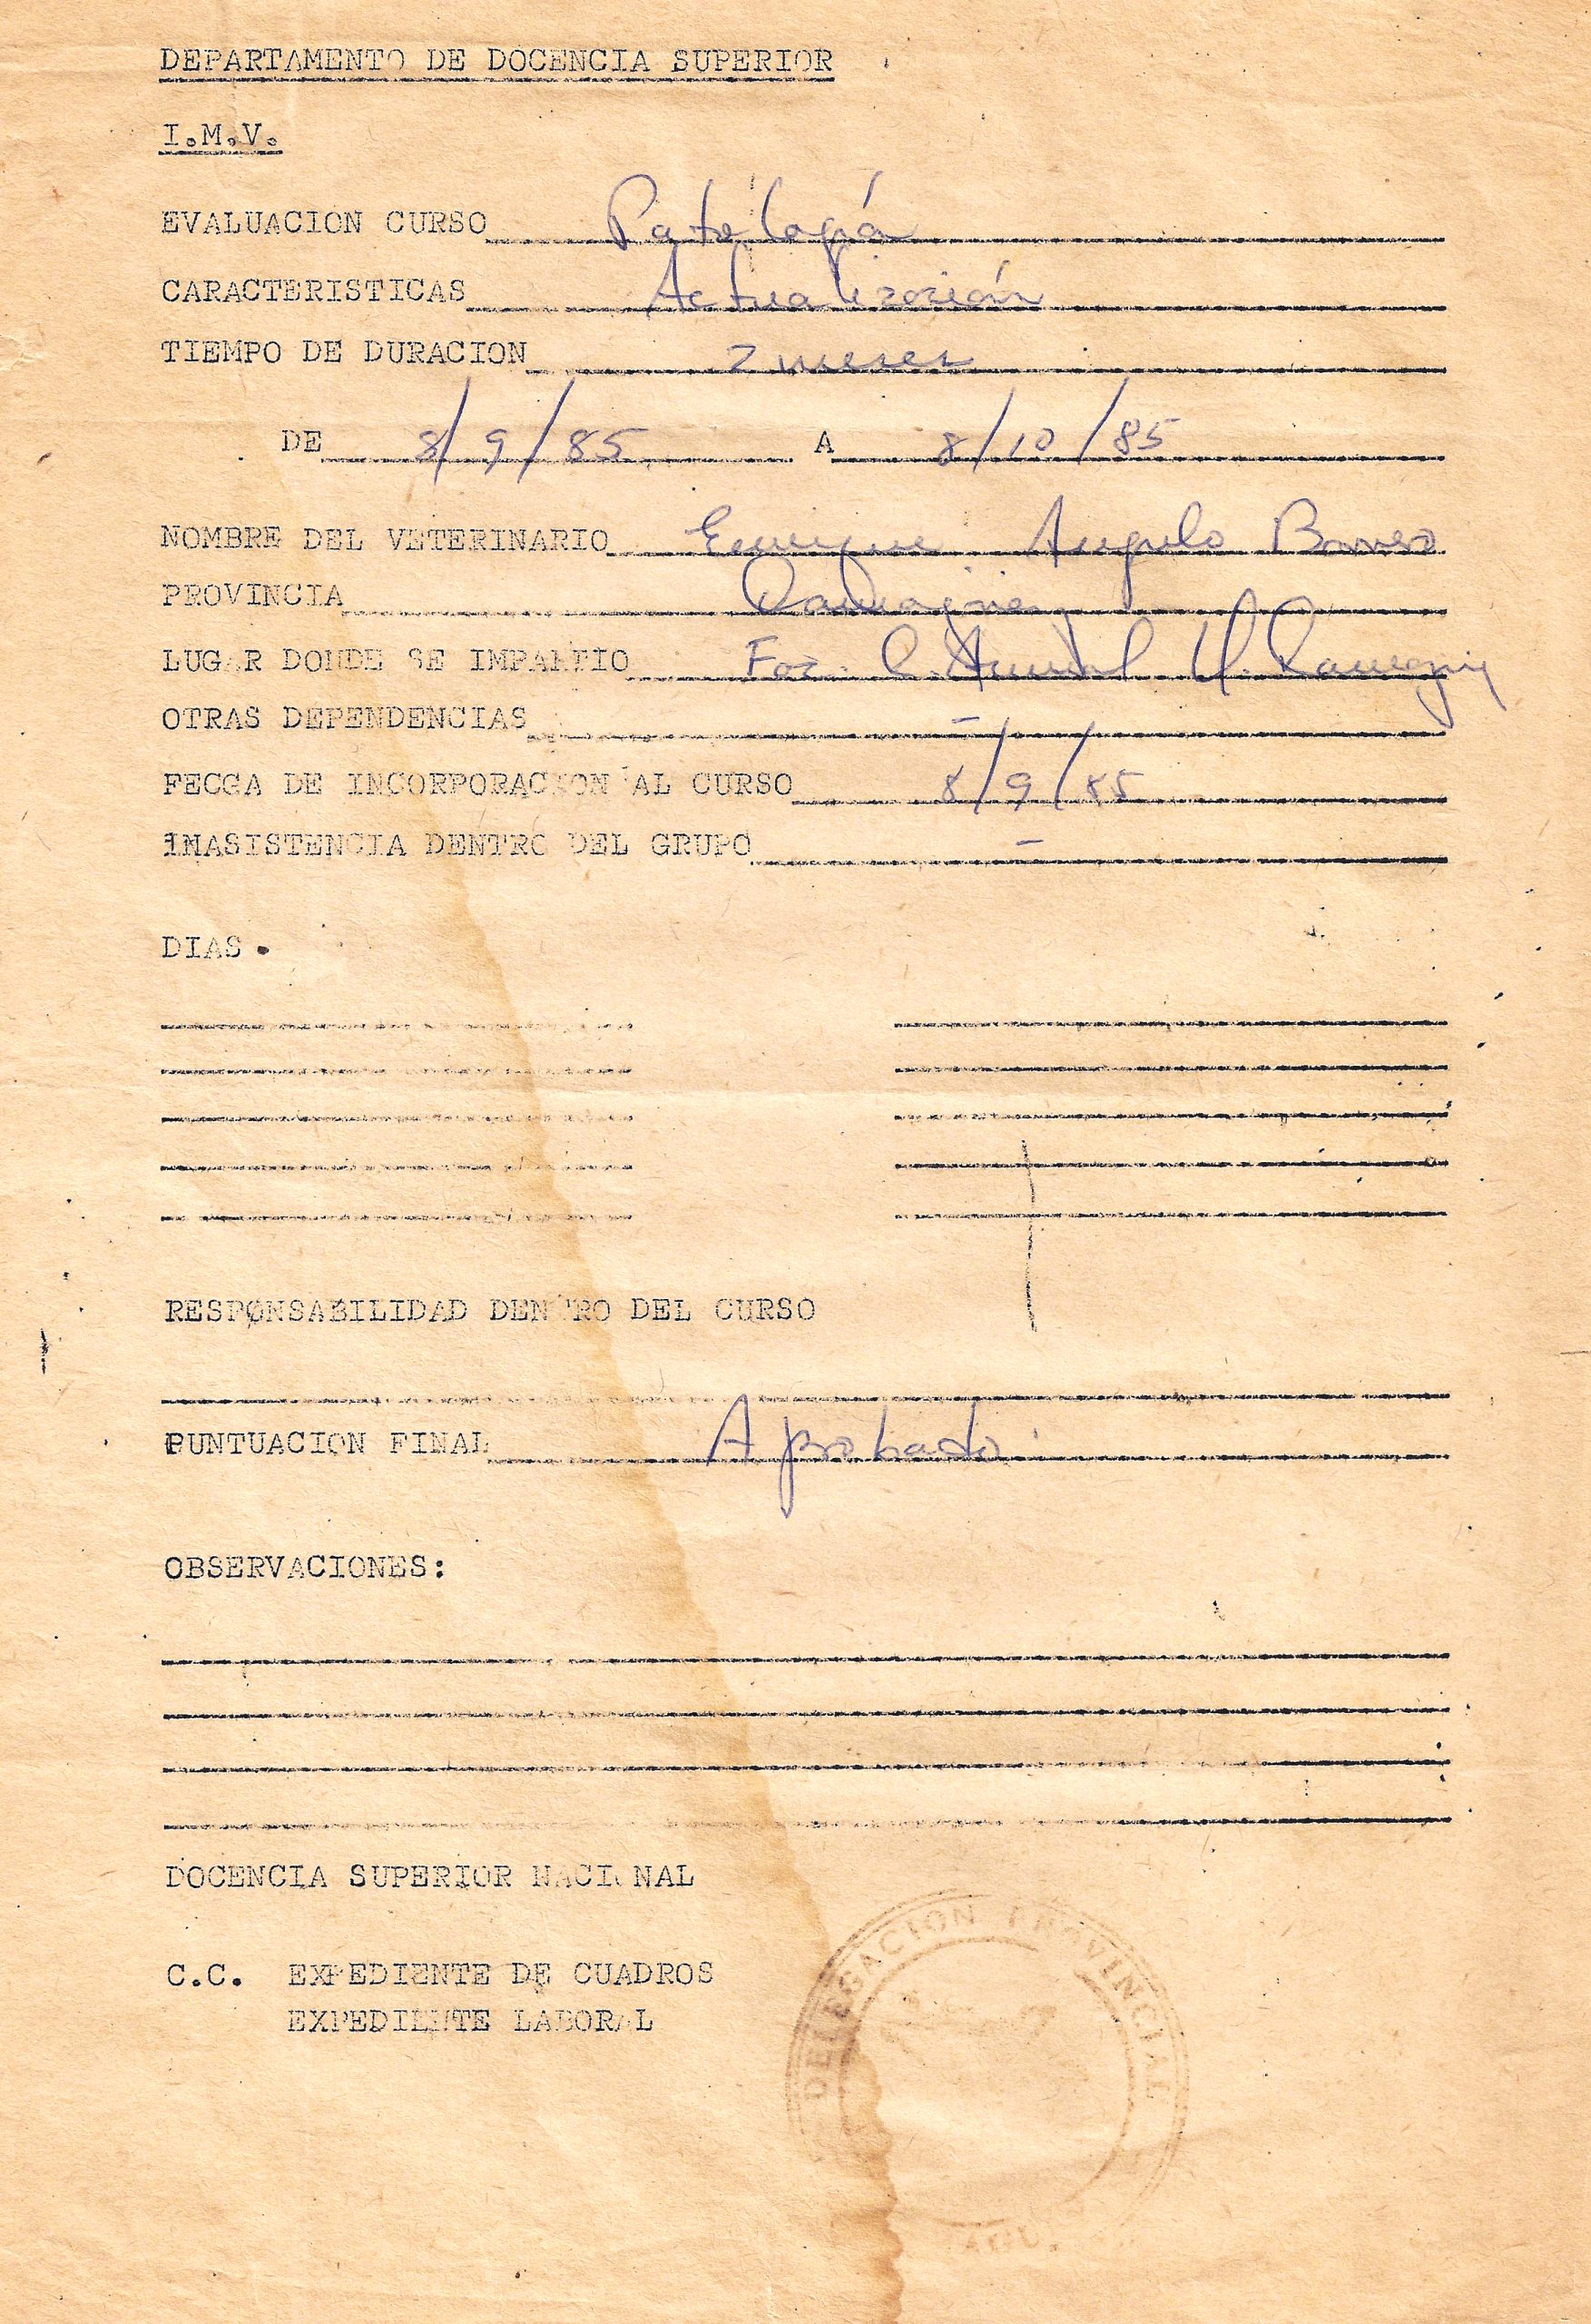 DEPARTAMENTO DE DOCENCIA SUPERIOR
I.M.V.
EVALUACION CURSO Patología
CARACTERISTICAS Actualización
TIEMPO DE DURACION 2 meses
DE 8/9/85 A 8/10/85
NOMBRE DEL VETERINARIO Enrique Angulo
PROVINCIA Camagüey
LUGAR DONDE SE IMPARTIO Fac. C. Animal U. Camagüey
OTRAS DEPENDENCIAS -
FECGA DE INCORPORACION AL CURSO 8/9/85
INASISTENCIA DENTRO DEL GRUPO -
DIAS.
RESPONSABILIDAD DENTRO DEL CURSO
PUNTUACION FINAL Aprobado
OBSERVACIONES:
DOCENCIA SUPERIOR NACIONAL
C.C. EXPEDIENTE DE CUADROS
EXPEDIENTE LABORAL
DELEGACION PROVINCIAL